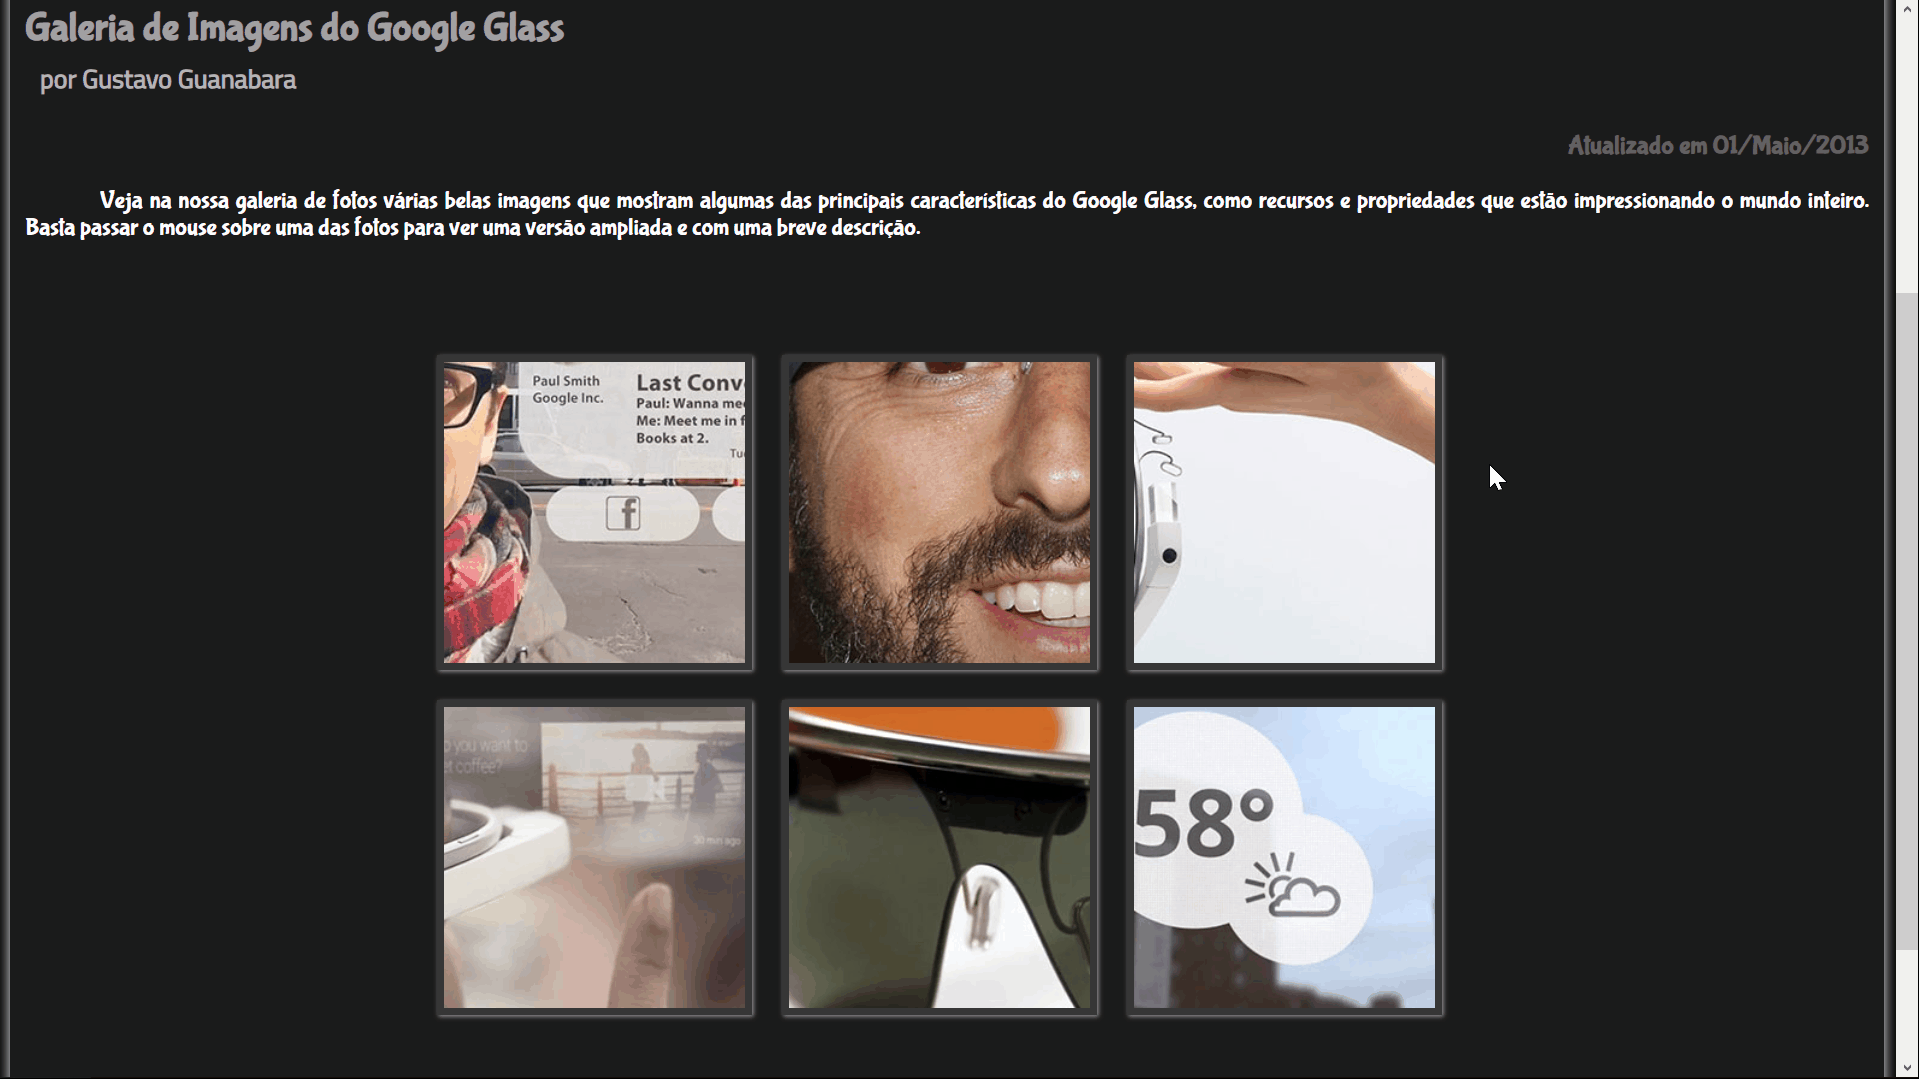 Galeria de Imagens do Google Glass
por Gustavo Guanabara
Atualizado em 01/Maio/2013
Veja na nossa galeria de fotos várias belas imagens que mostram algumas das principais características do Google Glass, como recursos e propriedades que estão impressionando o mundo inteiro.
Basta passar o mouse sobre uma das fotos para ver uma versão ampliada e com uma breve descrição.
Paul Smith
Google Inc.
Last Conv
Paul: Wanna mee
Me: Meet me in f
Books at 2.
Tu
f
you want to
coffee?
30 min ago
58°